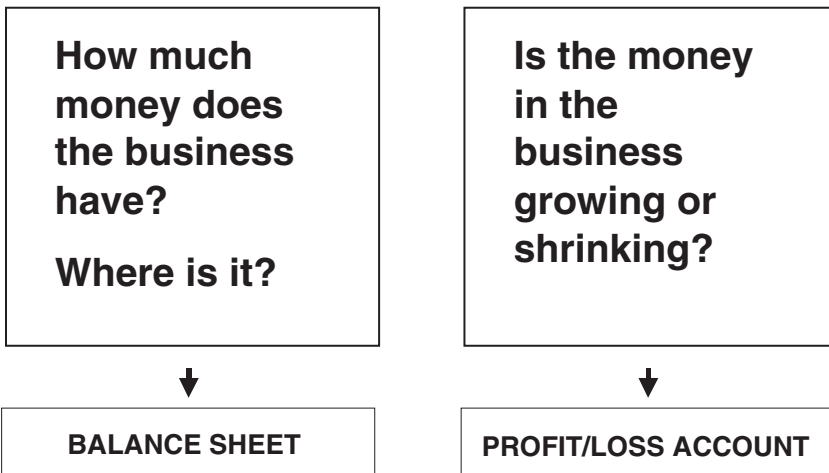 How much
money does
the business
have?
Where is it?
BALANCE SHEET
Is the money
in the
business
growing or
shrinking?
PROFIT/LOSS ACCOUNT